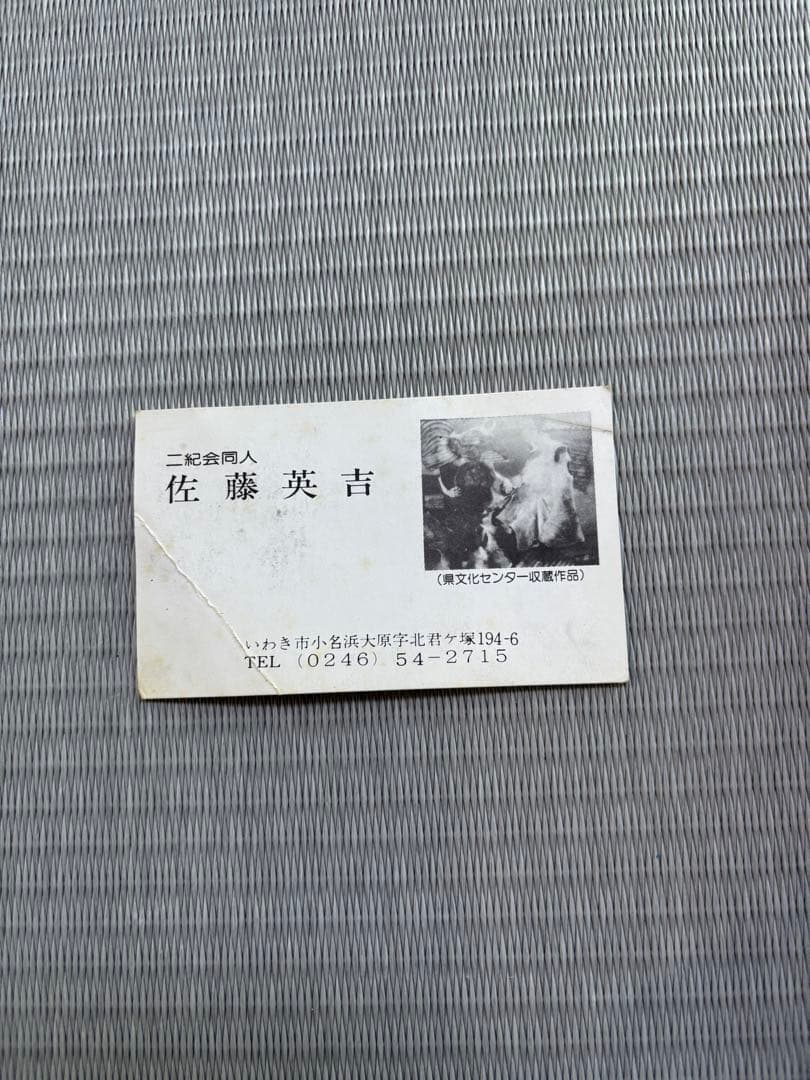 二紀会同人
佐藤英吉
（県文化センター収蔵作品）
いわき市小名浜大原字北君ケ塚194-6
TEL （0246） 54－2715